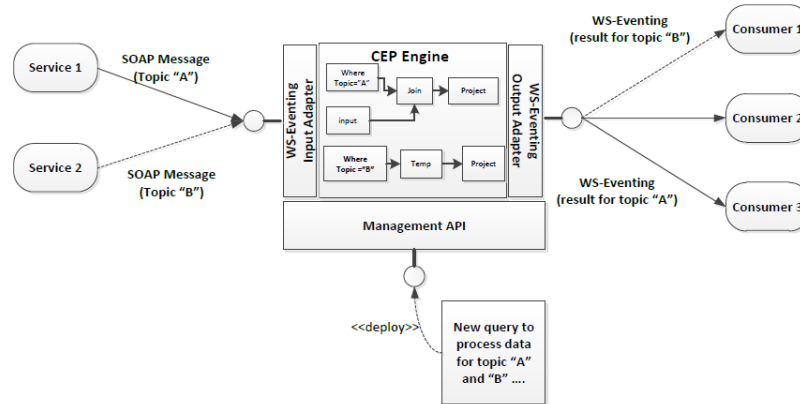 Service 1
SOAP Message
(Topic “A”)
Service 2
SOAP Message
(Topic “B”)
WS-Eventing
Input Adapter
CEP Engine
Where
Topic=“A”
Join
Project
input
Where
Topic =“B”
Temp
Project
WS-Eventing
Output Adapter
Management API
<<deploy>>
New query to
process data
for topic “A”
and “B” ....
WS-Eventing
(result for topic “B”)
WS-Eventing
(result for topic “A”)
Consumer 1
Consumer 2
Consumer 3